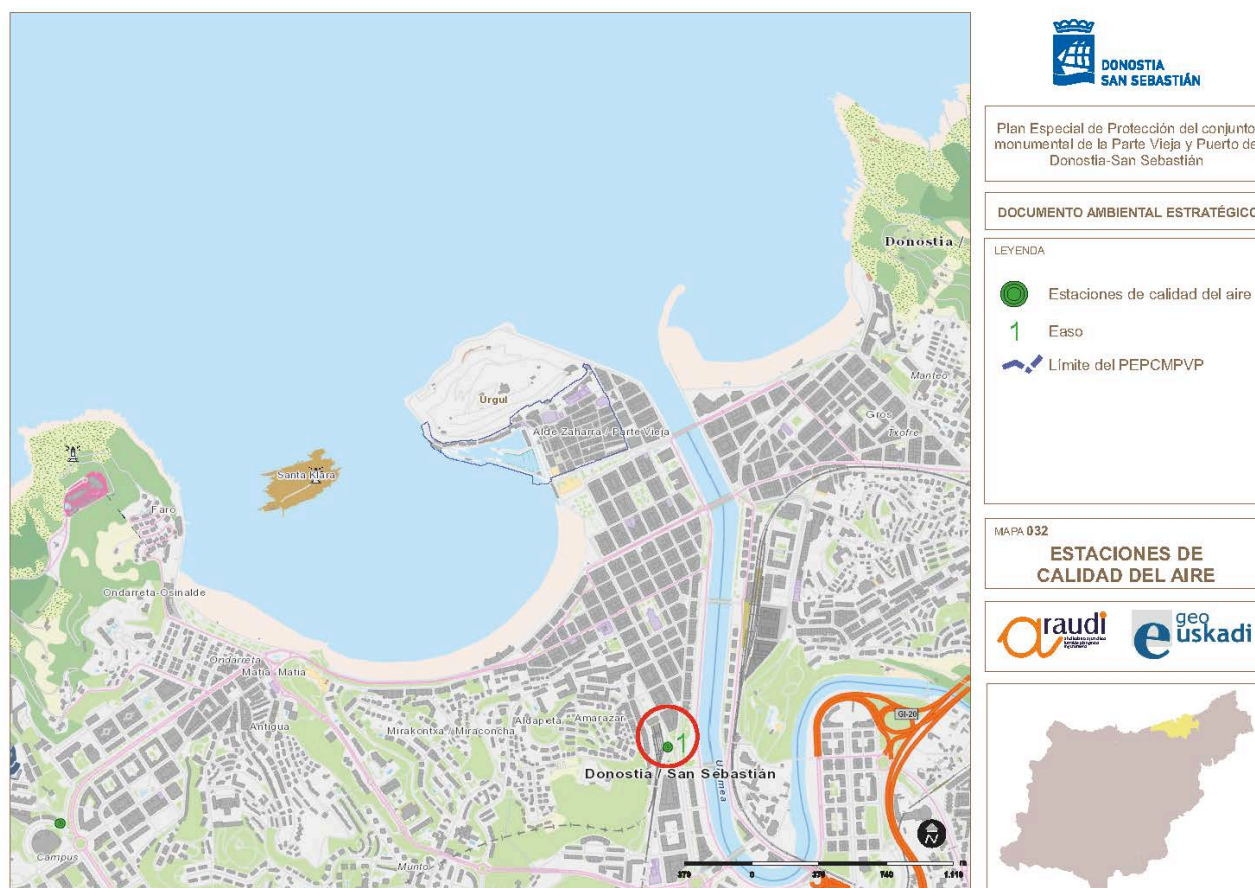 DONOSTIA
SAN SEBASTIÁN
Plan Especial de Protección del conjunto
monumental de la Parte Vieja y Puerto de
Donostia-San Sebastián
DOCUMENTO AMBIENTAL ESTRATÉGICO
LEYENDA
Estaciones de calidad del aire
1 Easo
Límite del PEPCMPVP
MAPA 032
ESTACIONES DE
CALIDAD DEL AIRE
araudi
geo
euskadi
Donostia /
Manteo
Gros
Txofre
Urgul
Alde Zaharra / Parte Vieja
Santa Klara
Faro
Ondarreta-Osinalde
Ondarreta
Matia Matia
Antigua
Mirakontxa / Miraconcha
Aldapeta
Amarazar
1
Donostia / San Sebastián
Urumea
GI-20
Campus
Munto
N
370 0 370 740 1.110